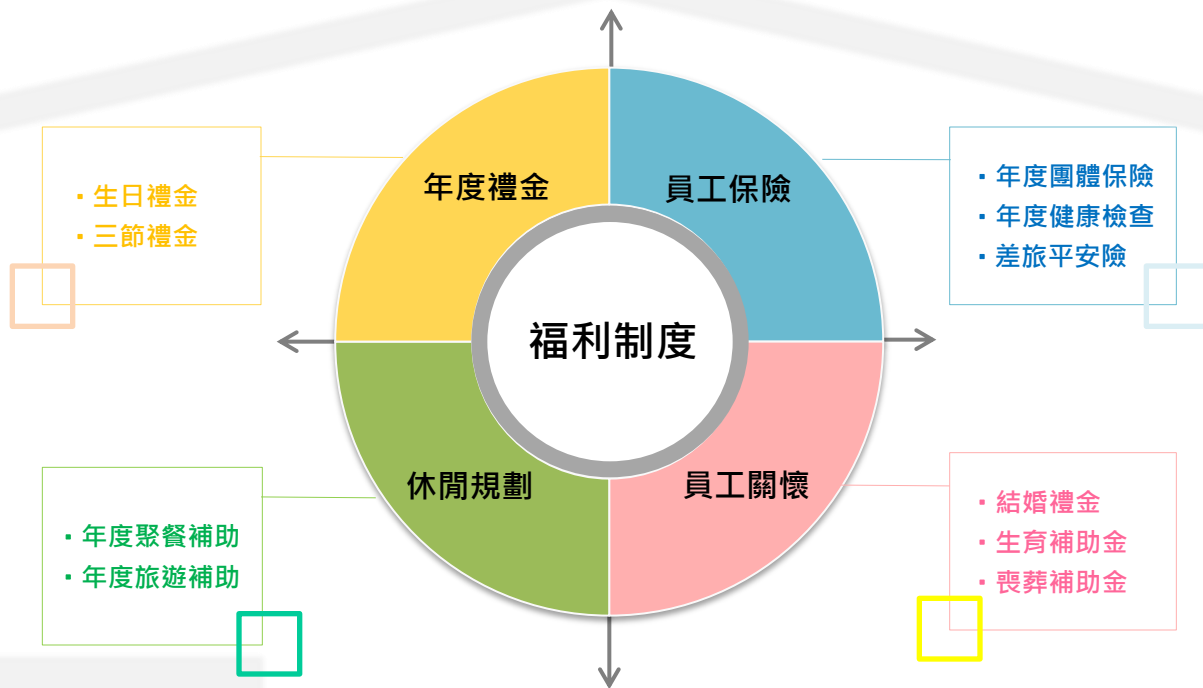 年度禮金
▪ 生日禮金
▪ 三節禮金
員工保險
▪ 年度團體保險
▪ 年度健康檢查
▪ 差旅平安險
福利制度
休閒規劃
▪ 年度聚餐補助
▪ 年度旅遊補助
員工關懷
▪ 結婚禮金
▪ 生育補助金
▪ 喪葬補助金